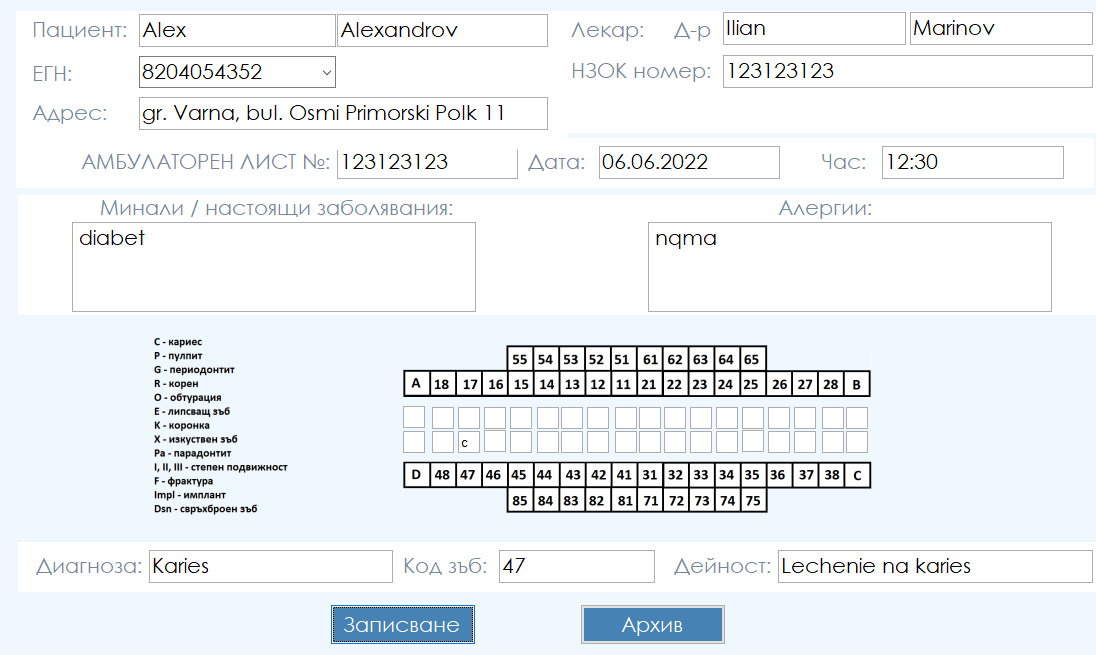 Пациент: Alex Alexandrov Лекар: Д-р Ilian Marinov
ЕГН: 8204054352 НЗОК номер: 123123123
Адрес: gr. Varna, bul. Osmi Primorski Polk 11
АМБУЛАТОРЕН ЛИСТ №: 123123123 Дата: 06.06.2022 Час: 12:30
Минали / настоящи заболявания: Алергии:
diabet nqma
C - кариес
P - пулпит
G - периодонтит
R - корен
O - обтурация
E - липсващ зъб
K - коронка
X - изкуствен зъб
Pa - парадонтит
I, II, III - степен подвижност
F - фрактура
Impl - имплант
Dsn - свръхброен зъб
55 54 53 52 51 61 62 63 64 65
A 18 17 16 15 14 13 12 11 21 22 23 24 25 26 27 28 B
c
D 48 47 46 45 44 43 42 41 31 32 33 34 35 36 37 38 C
85 84 83 82 81 71 72 73 74 75
Диагноза: Karies Код зъб: 47 Дейност: Lechenie na karies
Записване Архив